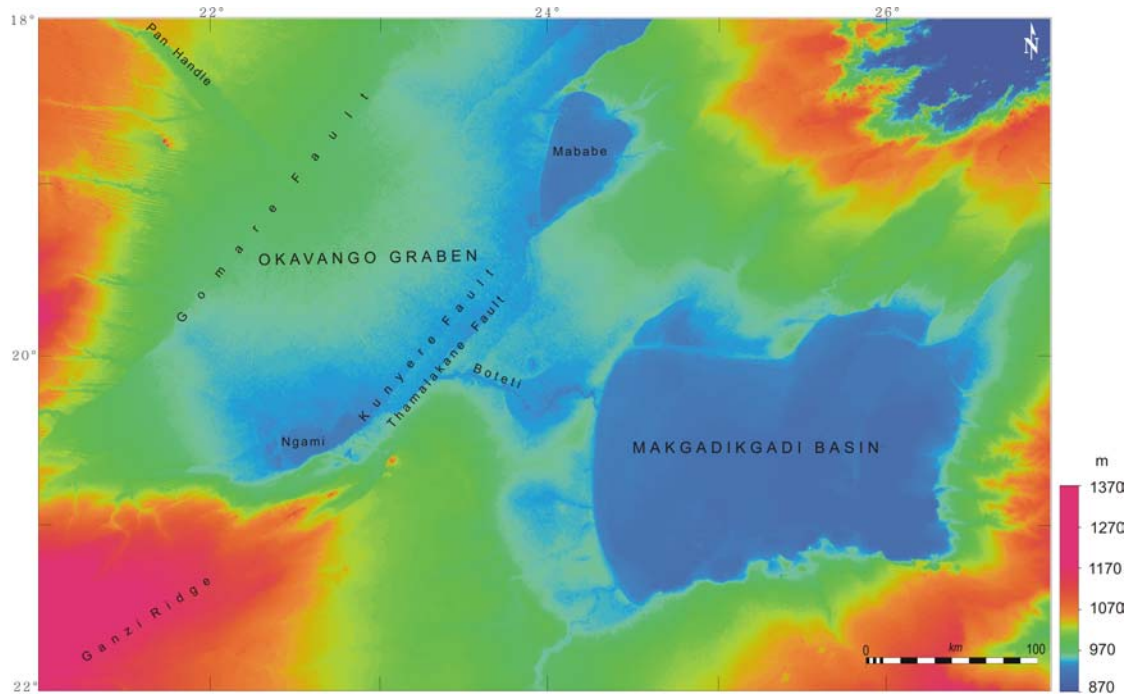 22°
24°
26°
18°
N
Pan Handle
Gomare Fault
Mababe
OKAVANGO GRABEN
Kunyere Fault
Thamalakane Fault
20°
Boteti
Ngami
MAKGADIKGADI BASIN
m
1370
1270
1170
1070
970
870
Ganzi Ridge
0 km 100
22°